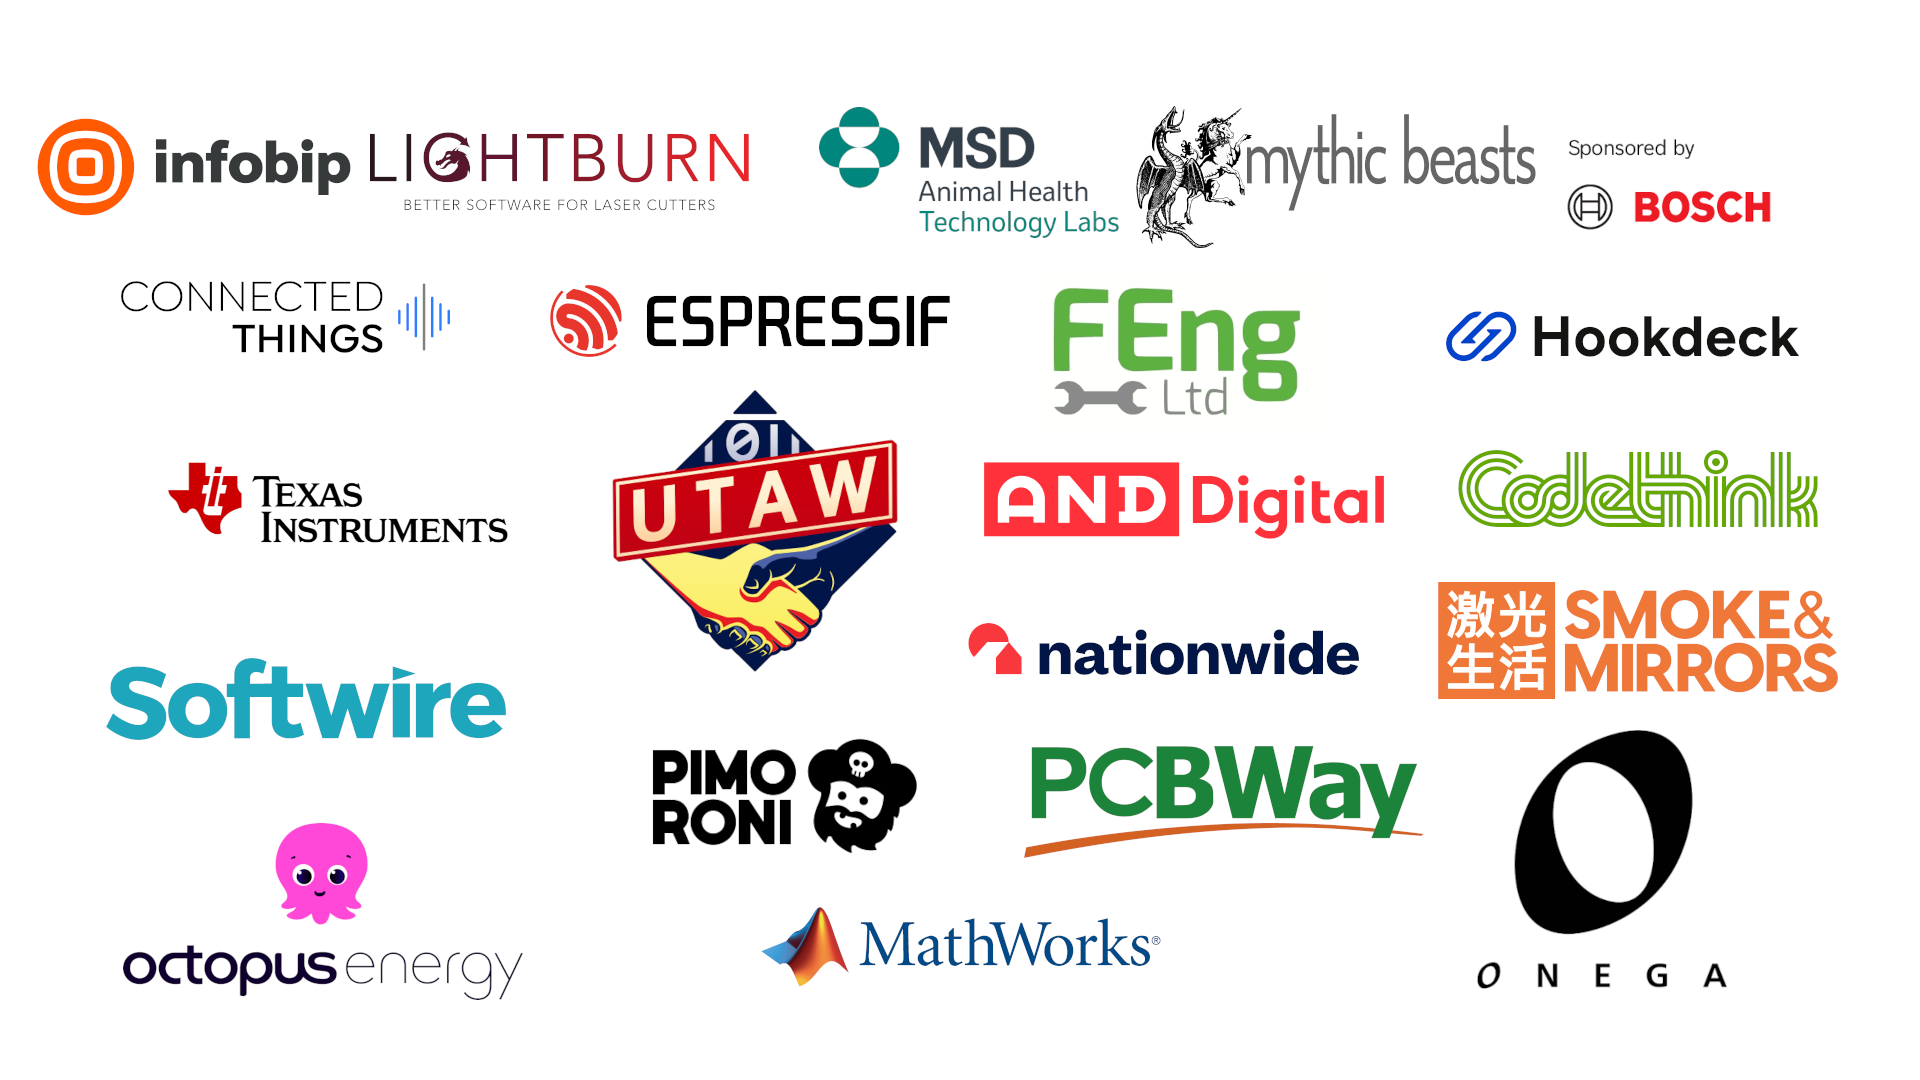 infobip
LIGHTBURN
BETTER SOFTWARE FOR LASER CUTTERS
MSD
Animal Health
Technology Labs
mythic beasts
Sponsored by
BOSCH
CONNECTED
THINGS
ESPRESSIF
FEng
Ltd
Hookdeck
TEXAS
INSTRUMENTS
1011
UTAW
AND Digital
Codethink
激光
生活
SMOKE&
MIRRORS
nationwide
Softwire
PIMO
RONI
PCBWay
octopus energy
MathWorks®
ONEGA